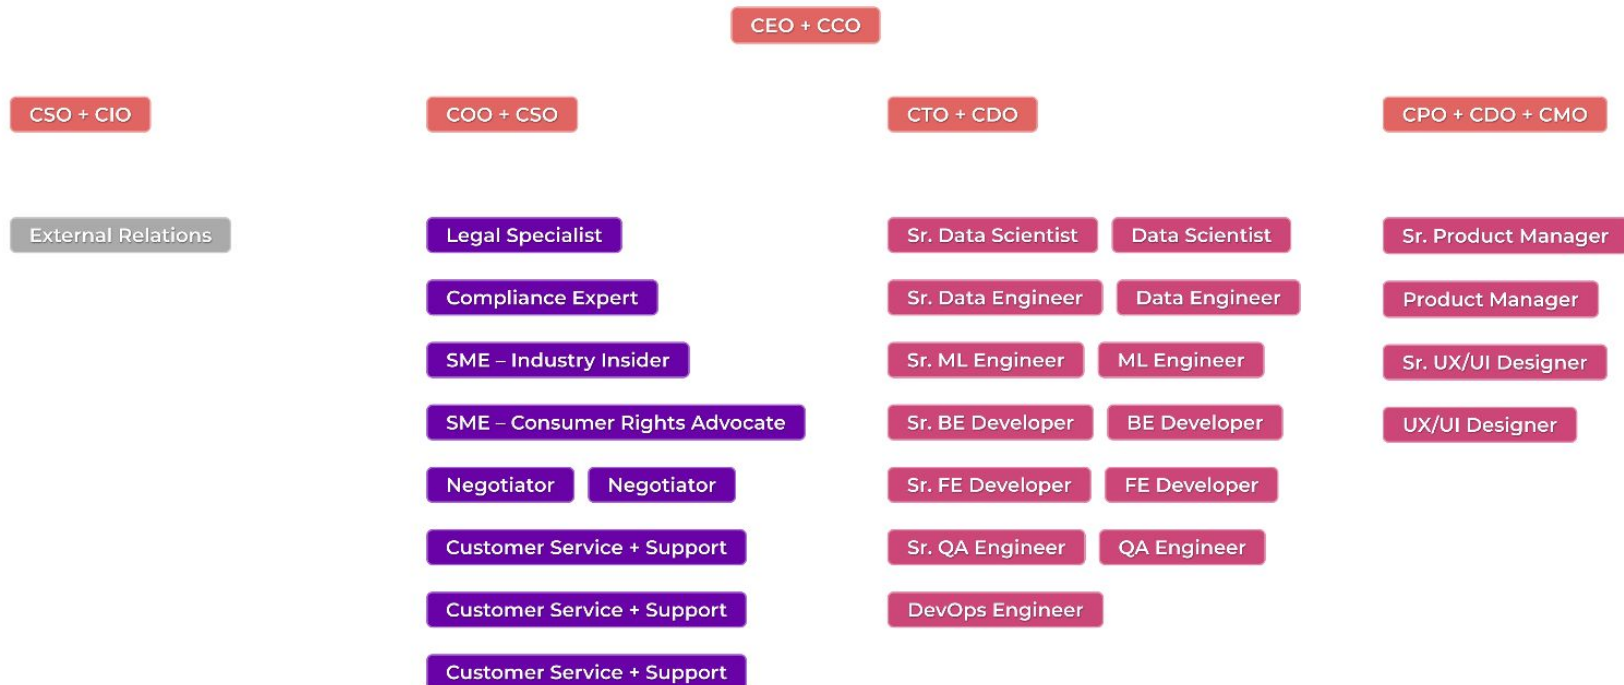 CEO + CCO
CSO + CIO
COO + CSO
CTO + CDO
CPO + CDO + CMO
External Relations
Legal Specialist
Sr. Data Scientist
Data Scientist
Sr. Product Manager
Compliance Expert
Sr. Data Engineer
Data Engineer
Product Manager
SME – Industry Insider
Sr. ML Engineer
ML Engineer
Sr. UX/UI Designer
SME – Consumer Rights Advocate
Sr. BE Developer
BE Developer
UX/UI Designer
Negotiator
Negotiator
Sr. FE Developer
FE Developer
Customer Service + Support
Sr. QA Engineer
QA Engineer
Customer Service + Support
DevOps Engineer
Customer Service + Support